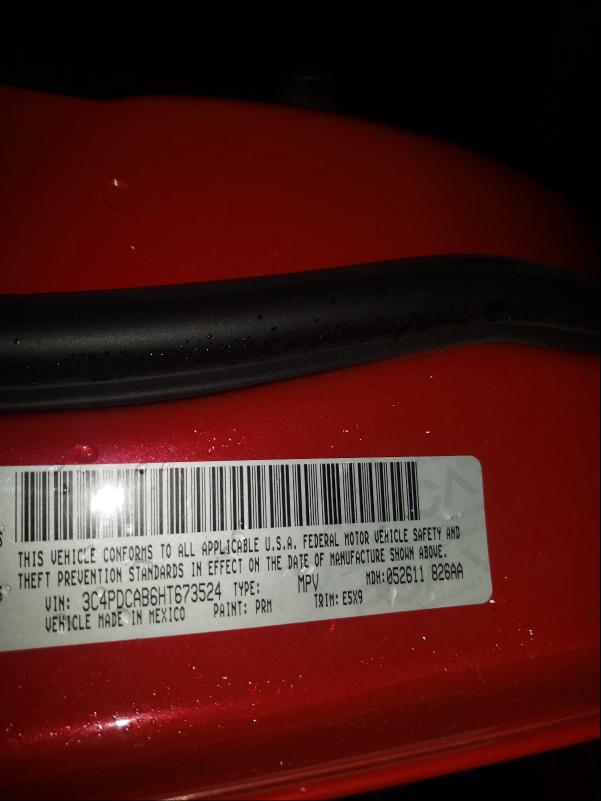 THIS VEHICLE CONFORMS TO ALL APPLICABLE U.S.A. FEDERAL MOTOR VEHICLE SAFETY AND
THEFT PREVENTION STANDARDS IN EFFECT ON THE DATE OF MANUFACTURE SHOWN ABOVE.
VIN: 3C4PDCAB6HT673524 TYPE: MPV MDH:052611 826AA
VEHICLE MADE IN MEXICO PAINT: PRM TRIM: E5X9